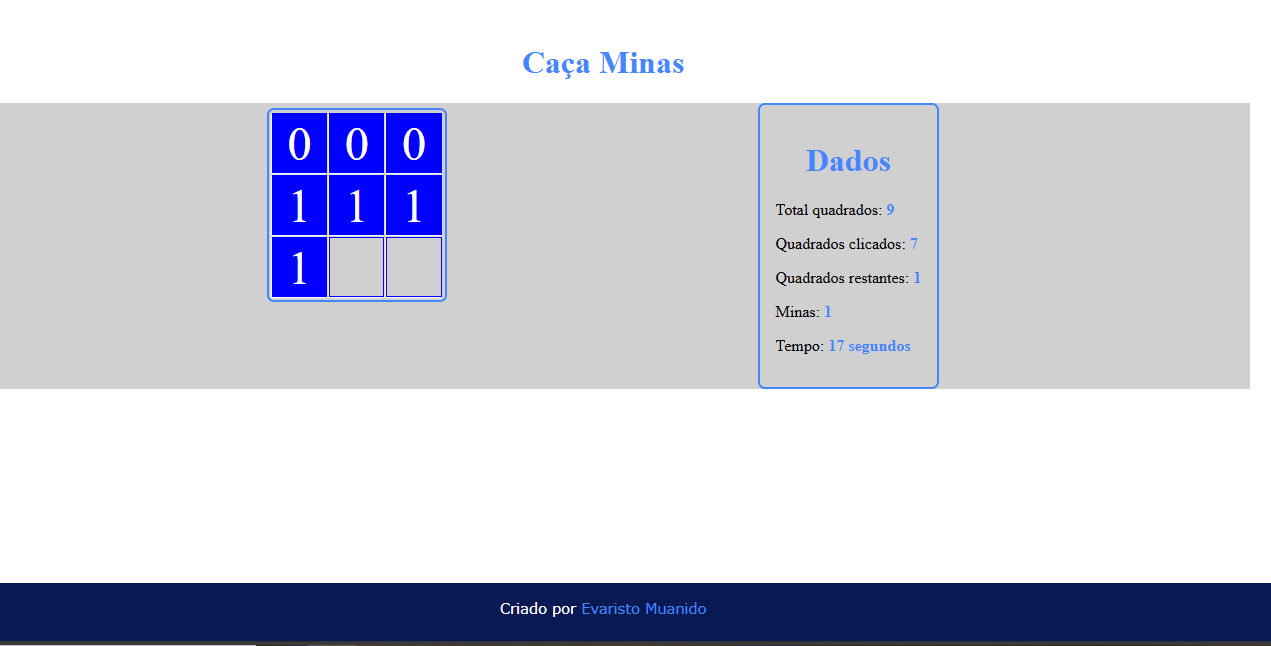 Caça Minas
0 0 0
1 1 1
1
Dados
Total quadrados: 9
Quadrados clicados: 7
Quadrados restantes: 1
Minas: 1
Tempo: 17 segundos
Criado por Evaristo Muanido